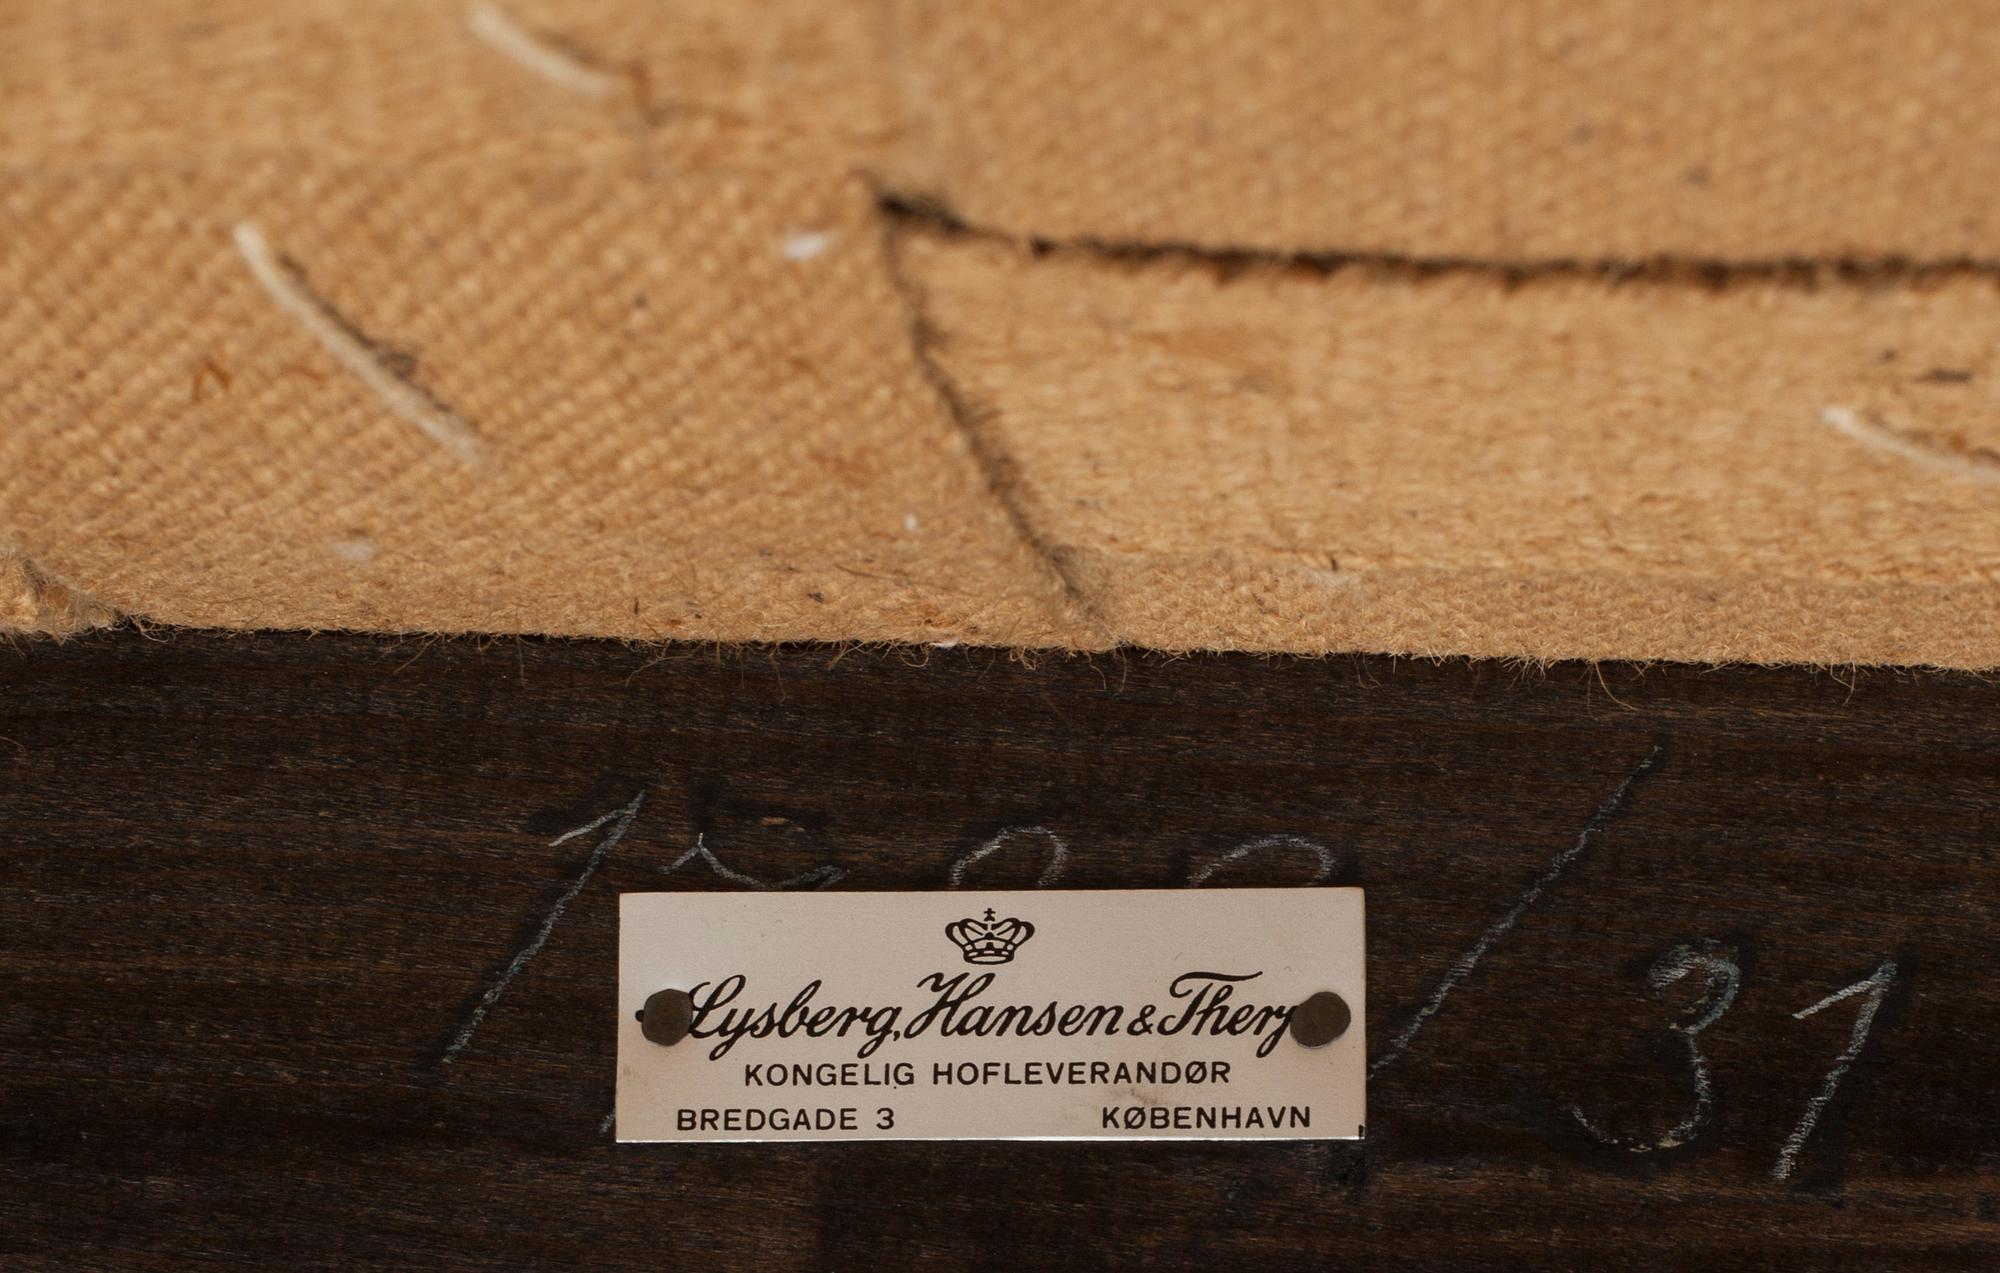 / 31
Lysberg, Hansen & Therp
KONGELIG HOFLEVERANDØR
BREDGADE 3 KØBENHAVN